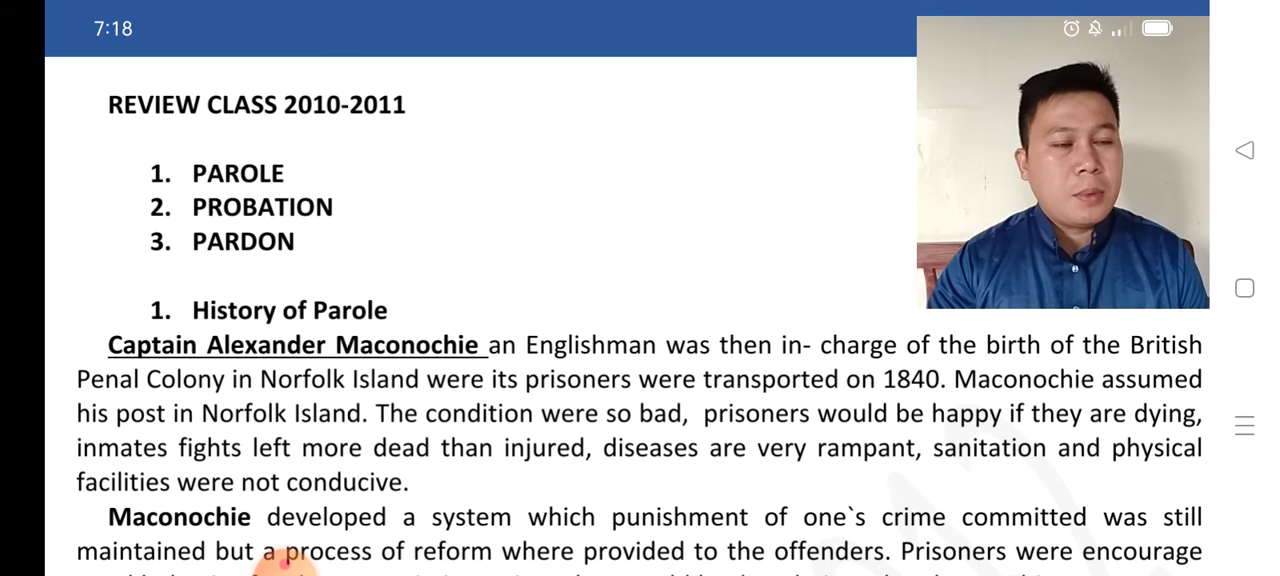 7:18
REVIEW CLASS 2010-2011
1. PAROLE
2. PROBATION
3. PARDON
1. History of Parole
Captain Alexander Maconochie an Englishman was then in- charge of the birth of the British
Penal Colony in Norfolk Island were its prisoners were transported on 1840. Maconochie assumed
his post in Norfolk Island. The condition were so bad, prisoners would be happy if they are dying,
inmates fights left more dead than injured, diseases are very rampant, sanitation and physical
facilities were not conducive.
Maconochie developed a system which punishment of one`s crime committed was still
maintained but a process of reform where provided to the offenders. Prisoners were encourage